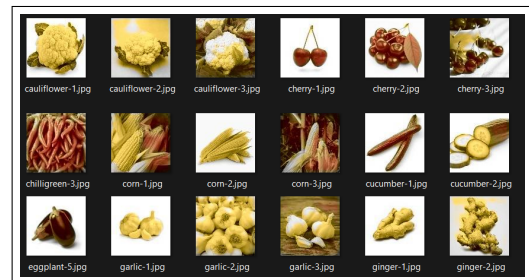 cauliflower-1.jpg cauliflower-2.jpg cauliflower-3.jpg cherry-1.jpg cherry-2.jpg cherry-3.jpg
chilligreen-3.jpg corn-1.jpg corn-2.jpg corn-3.jpg cucumber-1.jpg cucumber-2.jpg
eggplant-5.jpg garlic-1.jpg garlic-2.jpg garlic-3.jpg ginger-1.jpg ginger-2.jpg